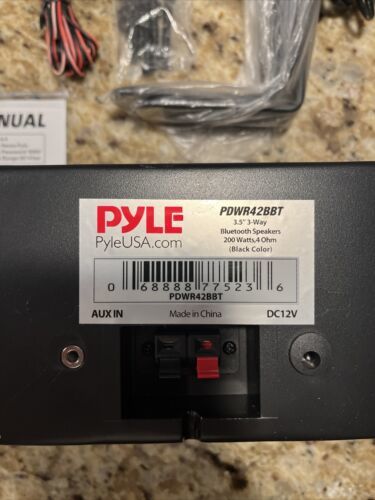 NUAL
PYLE
PyleUSA.com
PDWR42BBT
3.5" 3-Way
Bluetooth Speakers
200 Watts,4 Ohm
(Black Color)
0 68888 77523 6
PDWR42BBT
AUX IN
Made in China
DC12V